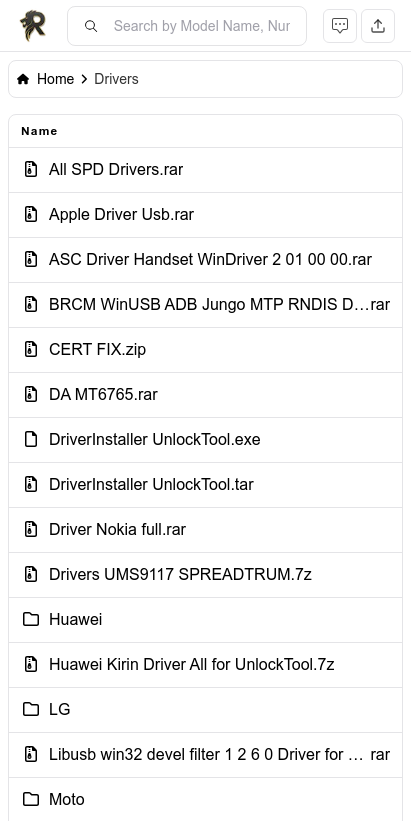 Search by Model Name, Nur
Home > Drivers
Name
All SPD Drivers.rar
Apple Driver Usb.rar
ASC Driver Handset WinDriver 2 01 00 00.rar
BRCM WinUSB ADB Jungo MTP RNDIS D…rar
CERT FIX.zip
DA MT6765.rar
DriverInstaller UnlockTool.exe
DriverInstaller UnlockTool.tar
Driver Nokia full.rar
Drivers UMS9117 SPREADTRUM.7z
Huawei
Huawei Kirin Driver All for UnlockTool.7z
LG
Libusb win32 devel filter 1 2 6 0 Driver for … rar
Moto